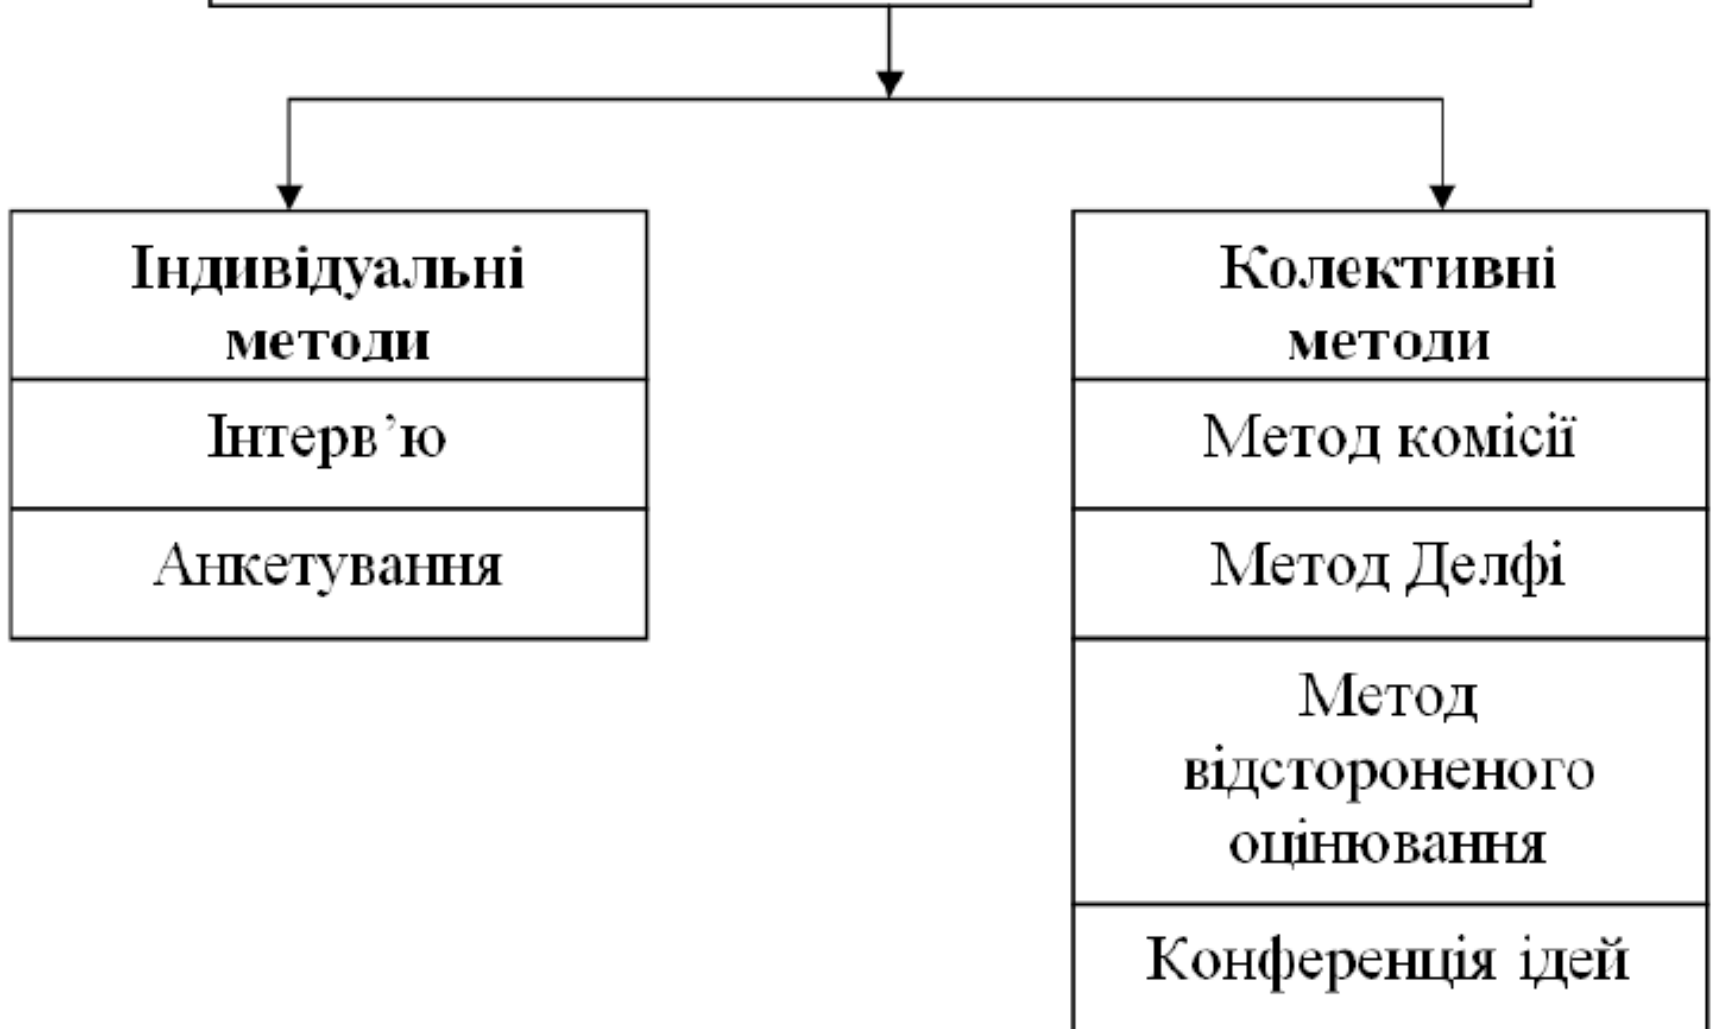 Індивідуальні
методи
Інтерв’ю
Анкетування
Колективні
методи
Метод комісії
Метод Делфі
Метод
відстороненого
оцінювання
Конференція ідей